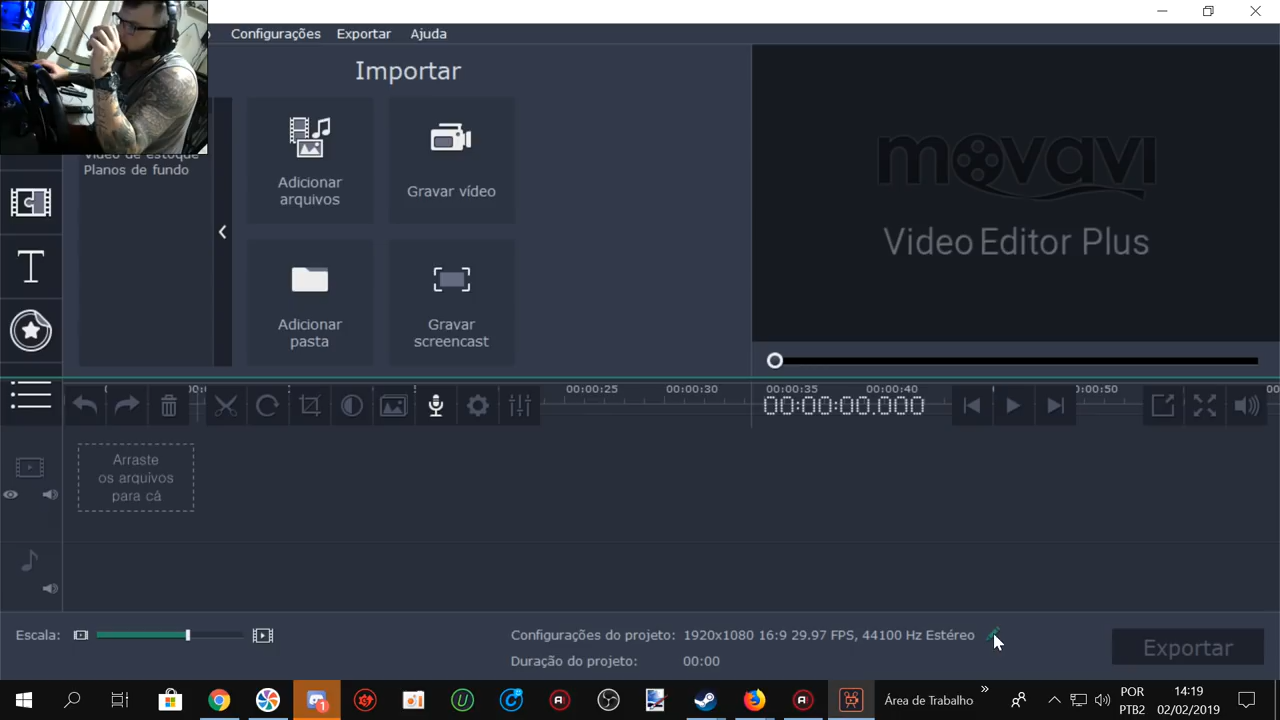 Configurações Exportar Ajuda
Importar
Vídeo de estoque
Planos de fundo
Adicionar
arquivos
Gravar vídeo
Adicionar
pasta
Gravar
screencast
movavi
Video Editor Plus
00:00:25 00:00:30 00:00:35 00:00:40 00:00:50
00:00:00.000
Arraste
os arquivos
para cá
Escala:
Configurações do projeto: 1920x1080 16:9 29.97 FPS, 44100 Hz Estéreo
Duração do projeto: 00:00
Exportar
1
Área de Trabalho
POR
PTB2
14:19
02/02/2019